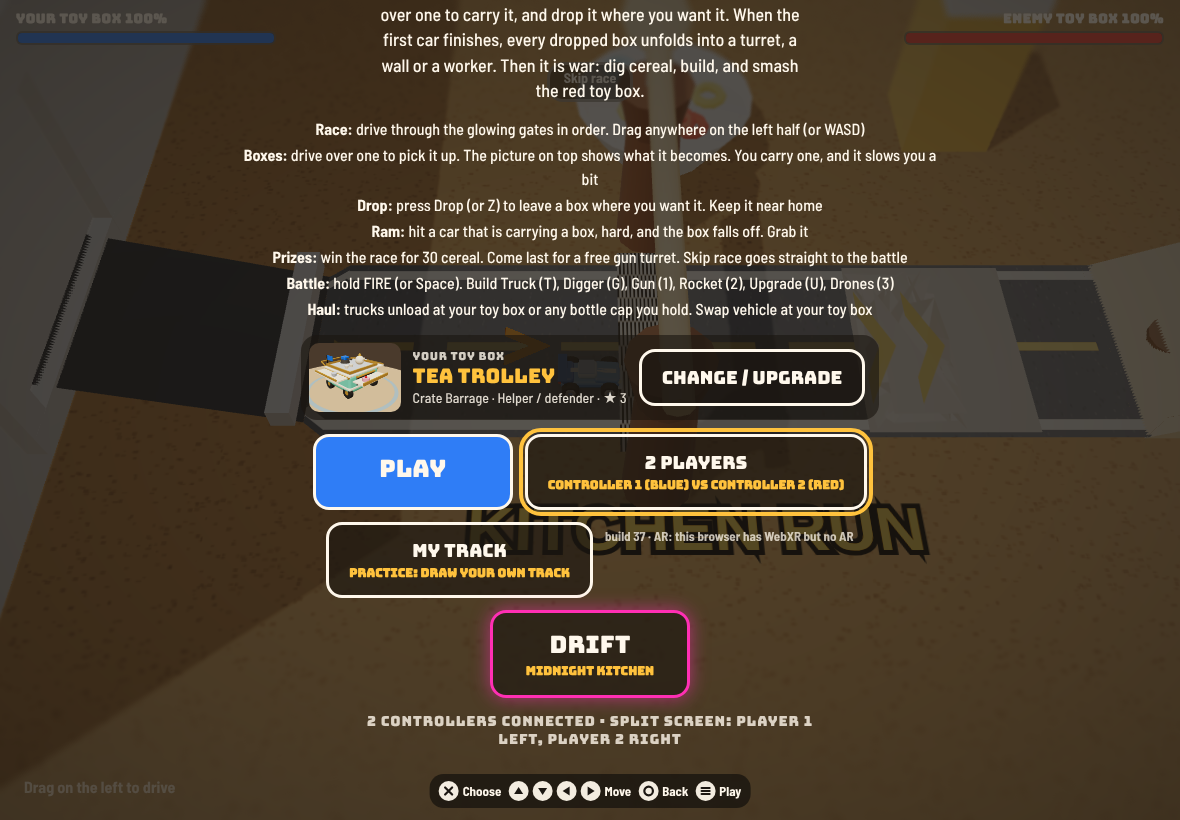 YOUR TOY BOX 100%
ENEMY TOY BOX 100%
over one to carry it, and drop it where you want it. When the
first car finishes, every dropped box unfolds into a turret, a
wall or a worker. Then it is war: dig cereal, build, and smash
Skip race
the red toy box.
Race: drive through the glowing gates in order. Drag anywhere on the left half (or WASD)
Boxes: drive over one to pick it up. The picture on top shows what it becomes. You carry one, and it slows you a
bit
Drop: press Drop (or Z) to leave a box where you want it. Keep it near home
Ram: hit a car that is carrying a box, hard, and the box falls off. Grab it
Prizes: win the race for 30 cereal. Come last for a free gun turret. Skip race goes straight to the battle
Battle: hold FIRE (or Space). Build Truck (T), Digger (G), Gun (1), Rocket (2), Upgrade (U), Drones (3)
Haul: trucks unload at your toy box or any bottle cap you hold. Swap vehicle at your toy box
YOUR TOY BOX
TEA TROLLEY
Crate Barrage · Helper / defender · ★ 3
CHANGE / UPGRADE
PLAY
2 PLAYERS
CONTROLLER 1 (BLUE) VS CONTROLLER 2 (RED)
KITCHEN RUN
MY TRACK
PRACTICE: DRAW YOUR OWN TRACK
build 37 · AR: this browser has WebXR but no AR
DRIFT
MIDNIGHT KITCHEN
2 CONTROLLERS CONNECTED · SPLIT SCREEN: PLAYER 1
LEFT, PLAYER 2 RIGHT
Drag on the left to drive
Choose Move Back Play